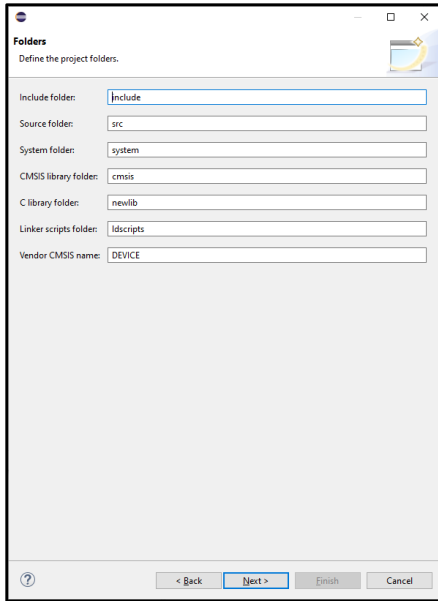 Folders
Define the project folders.
Include folder: include
Source folder: src
System folder: system
CMSIS library folder: cmsis
C library folder: newlib
Linker scripts folder: ldscripts
Vendor CMSIS name: DEVICE
? < Back Next > Finish Cancel